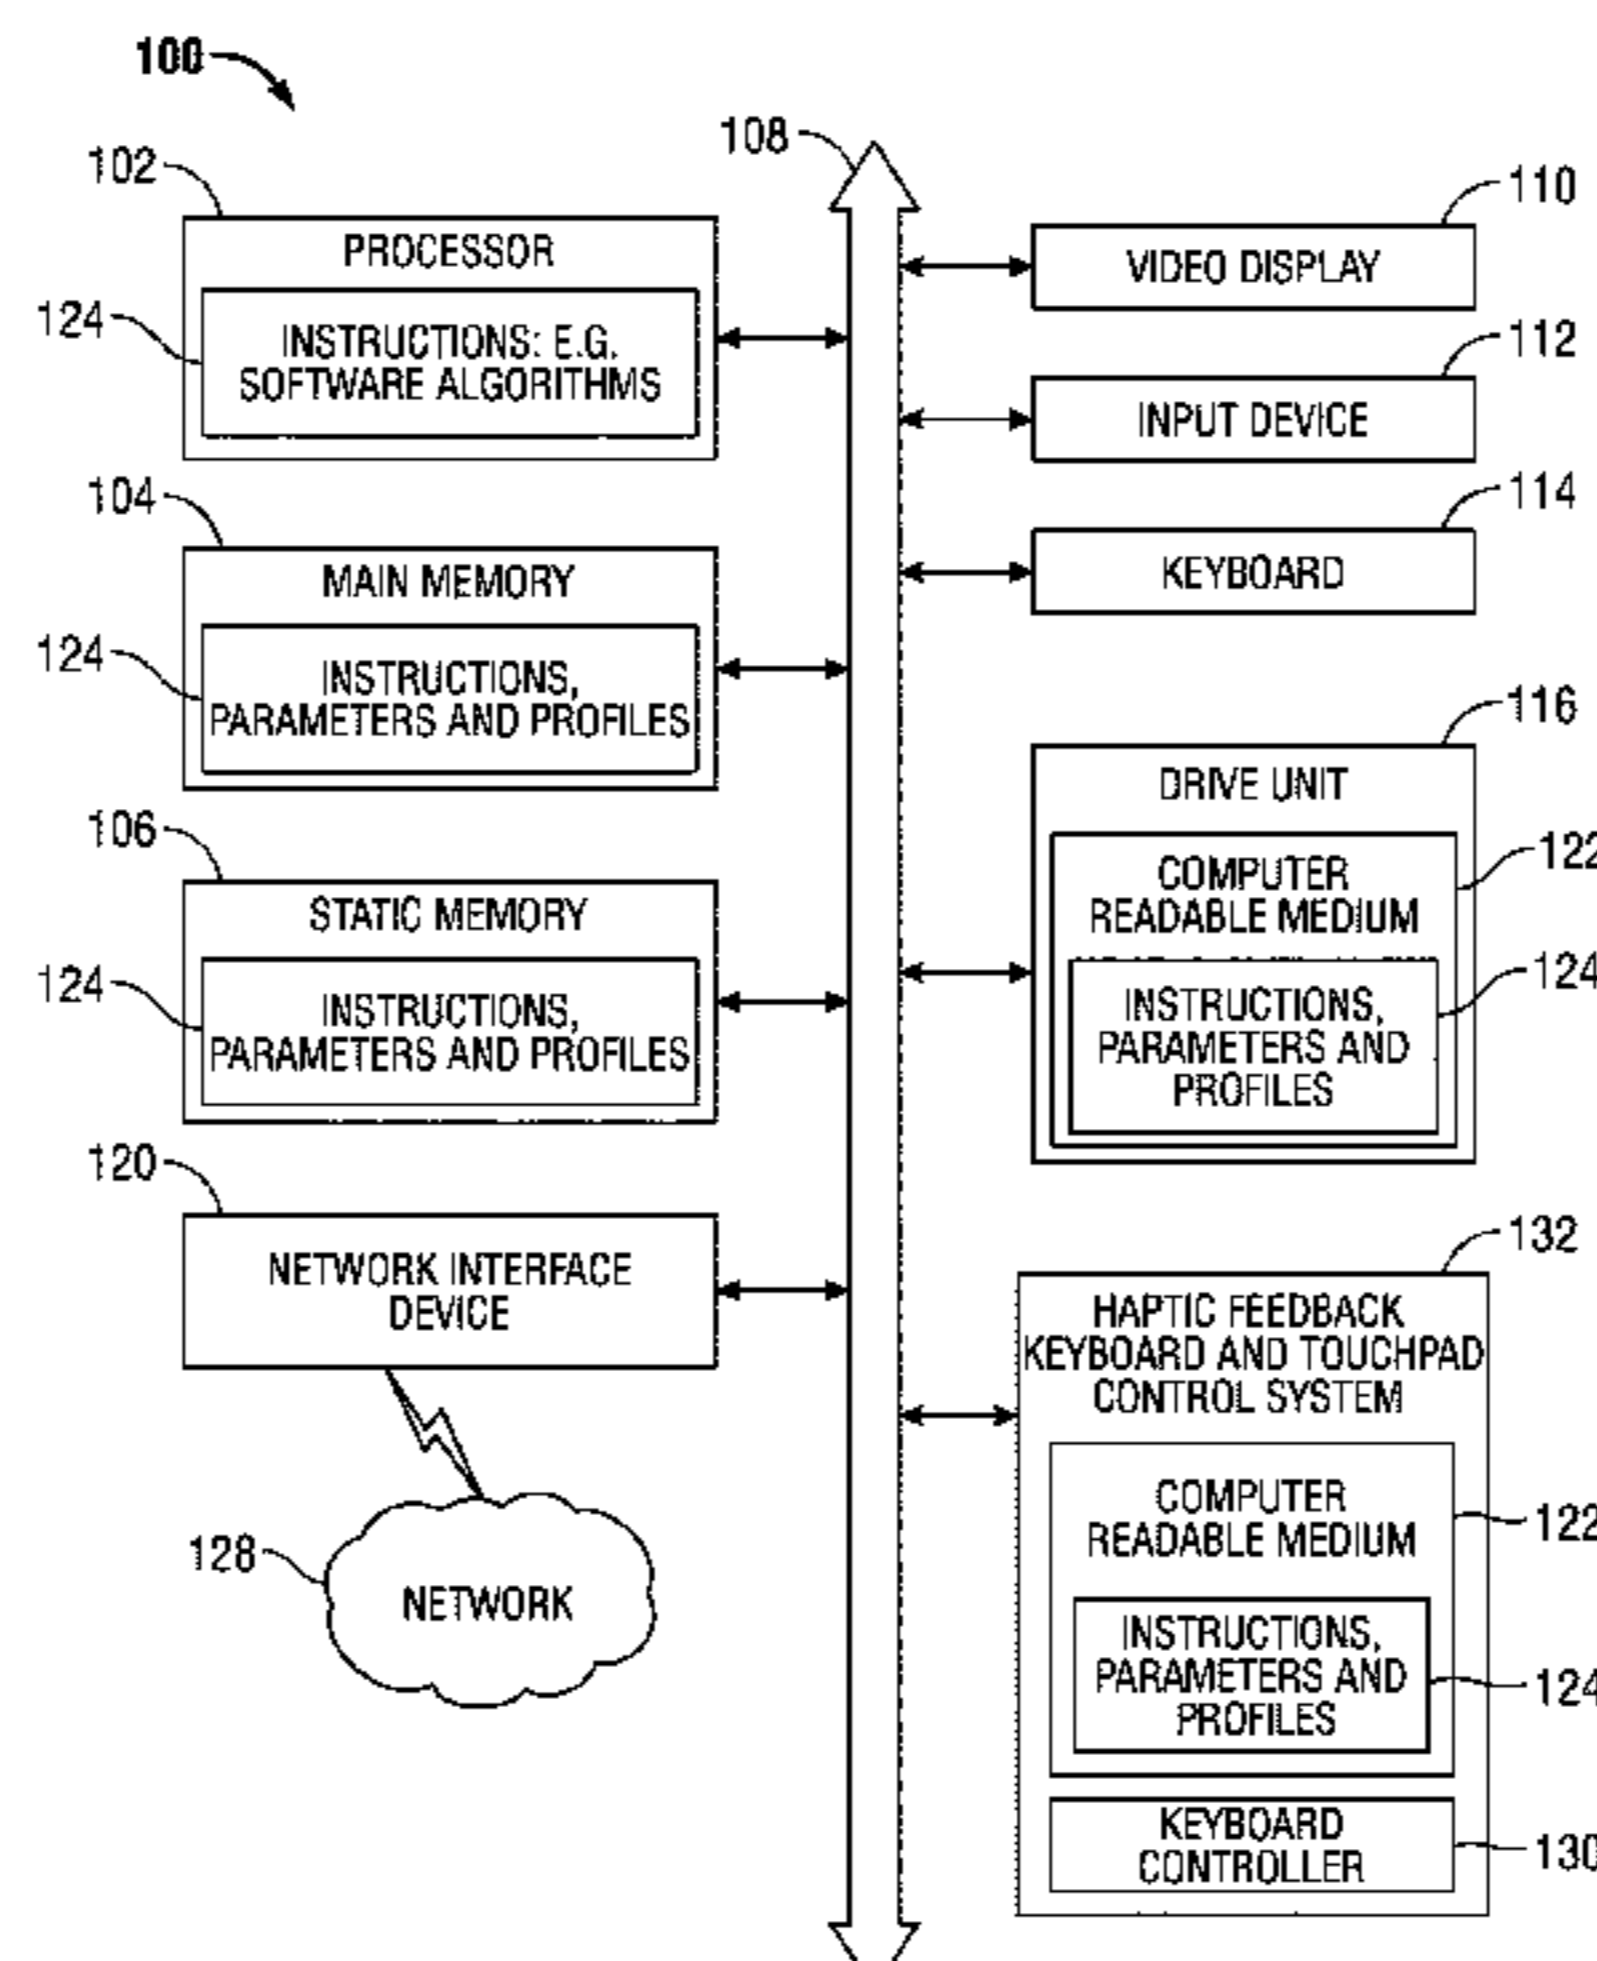 100
108
102
PROCESSOR
124
INSTRUCTIONS: E.G.
SOFTWARE ALGORITHMS
104
MAIN MEMORY
124
INSTRUCTIONS,
PARAMETERS AND PROFILES
106
STATIC MEMORY
124
INSTRUCTIONS,
PARAMETERS AND PROFILES
120
NETWORK INTERFACE
DEVICE
128
NETWORK
110
VIDEO DISPLAY
112
INPUT DEVICE
114
KEYBOARD
116
DRIVE UNIT
122
COMPUTER
READABLE MEDIUM
124
INSTRUCTIONS,
PARAMETERS AND
PROFILES
132
HAPTIC FEEDBACK
KEYBOARD AND TOUCHPAD
CONTROL SYSTEM
COMPUTER
READABLE MEDIUM
122
INSTRUCTIONS,
PARAMETERS AND
PROFILES
124
KEYBOARD
CONTROLLER
130